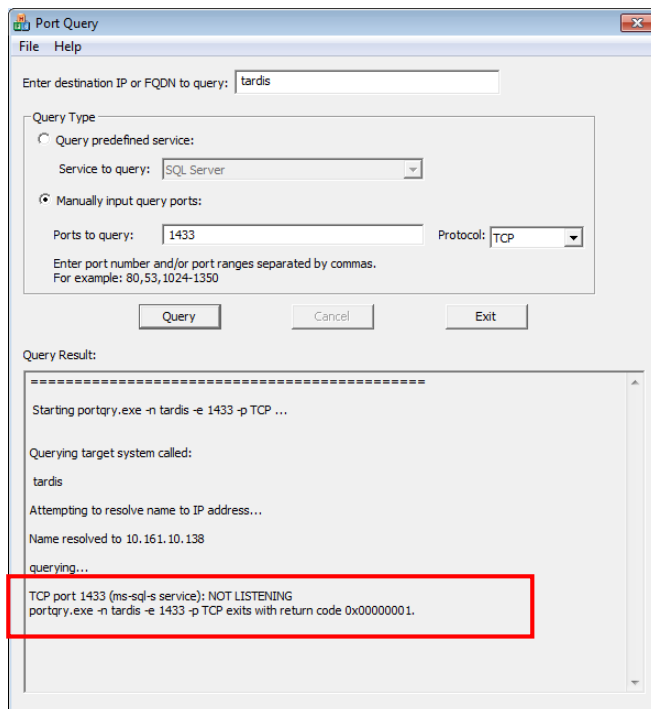 Port Query
File Help
Enter destination IP or FQDN to query: tardis
Query Type
Query predefined service:
Service to query: SQL Server
Manually input query ports:
Ports to query: 1433 Protocol: TCP
Enter port number and/or port ranges separated by commas.
For example: 80,53,1024-1350
Query Cancel Exit
Query Result:
=============================================
Starting portqry.exe -n tardis -e 1433 -p TCP ...
Querying target system called:
tardis
Attempting to resolve name to IP address...
Name resolved to 10.161.10.138
querying...
TCP port 1433 (ms-sql-s service): NOT LISTENING
portqry.exe -n tardis -e 1433 -p TCP exits with return code 0x00000001.